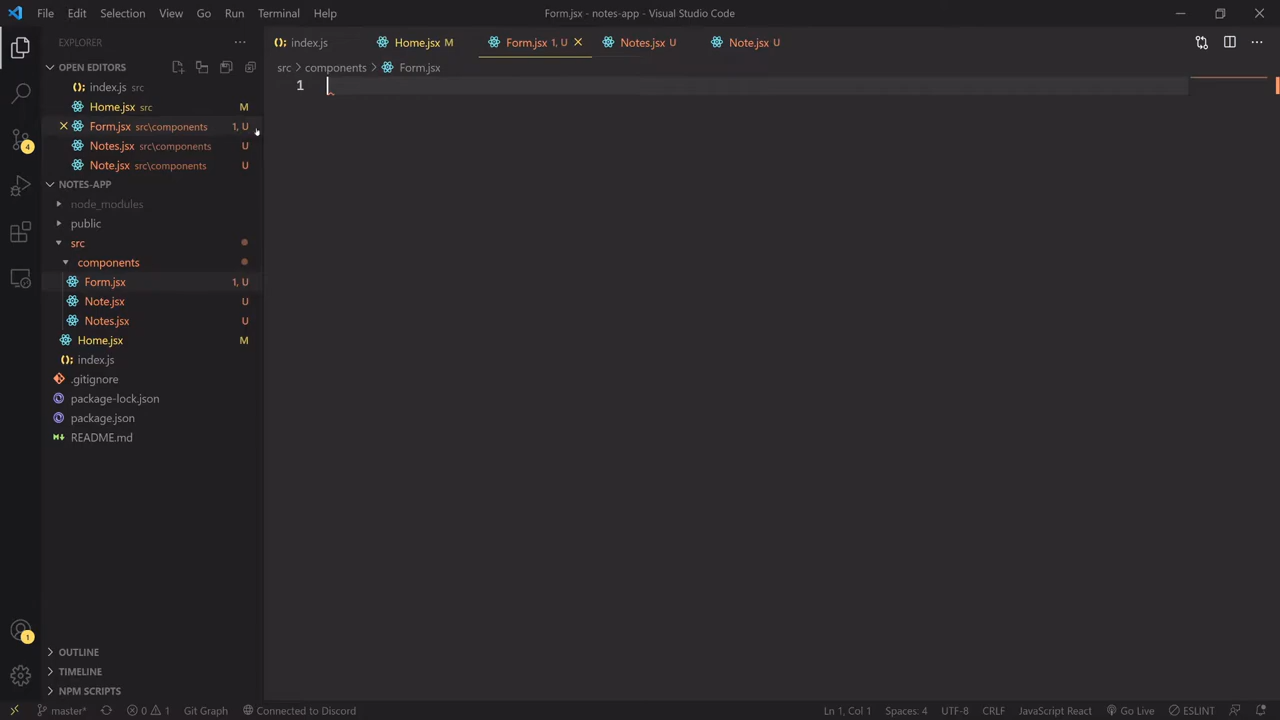 File Edit Selection View Go Run Terminal Help Form.jsx - notes-app - Visual Studio Code
EXPLORER
index.js Home.jsx M Form.jsx 1, U Notes.jsx U Note.jsx U
OPEN EDITORS
src components Form.jsx
index.js src
1
Home.jsx src M
Form.jsx src\components 1, U
Notes.jsx src\components U
Note.jsx src\components U
NOTES-APP
node_modules
public
src
components
Form.jsx 1, U
Note.jsx U
Notes.jsx U
Home.jsx M
index.js
.gitignore
package-lock.json
package.json
README.md
OUTLINE
TIMELINE
NPM SCRIPTS
4
1
master* 0 1 Git Graph Connected to Discord Ln 1, Col 1 Spaces: 4 UTF-8 CRLF JavaScript React Go Live ESLINT